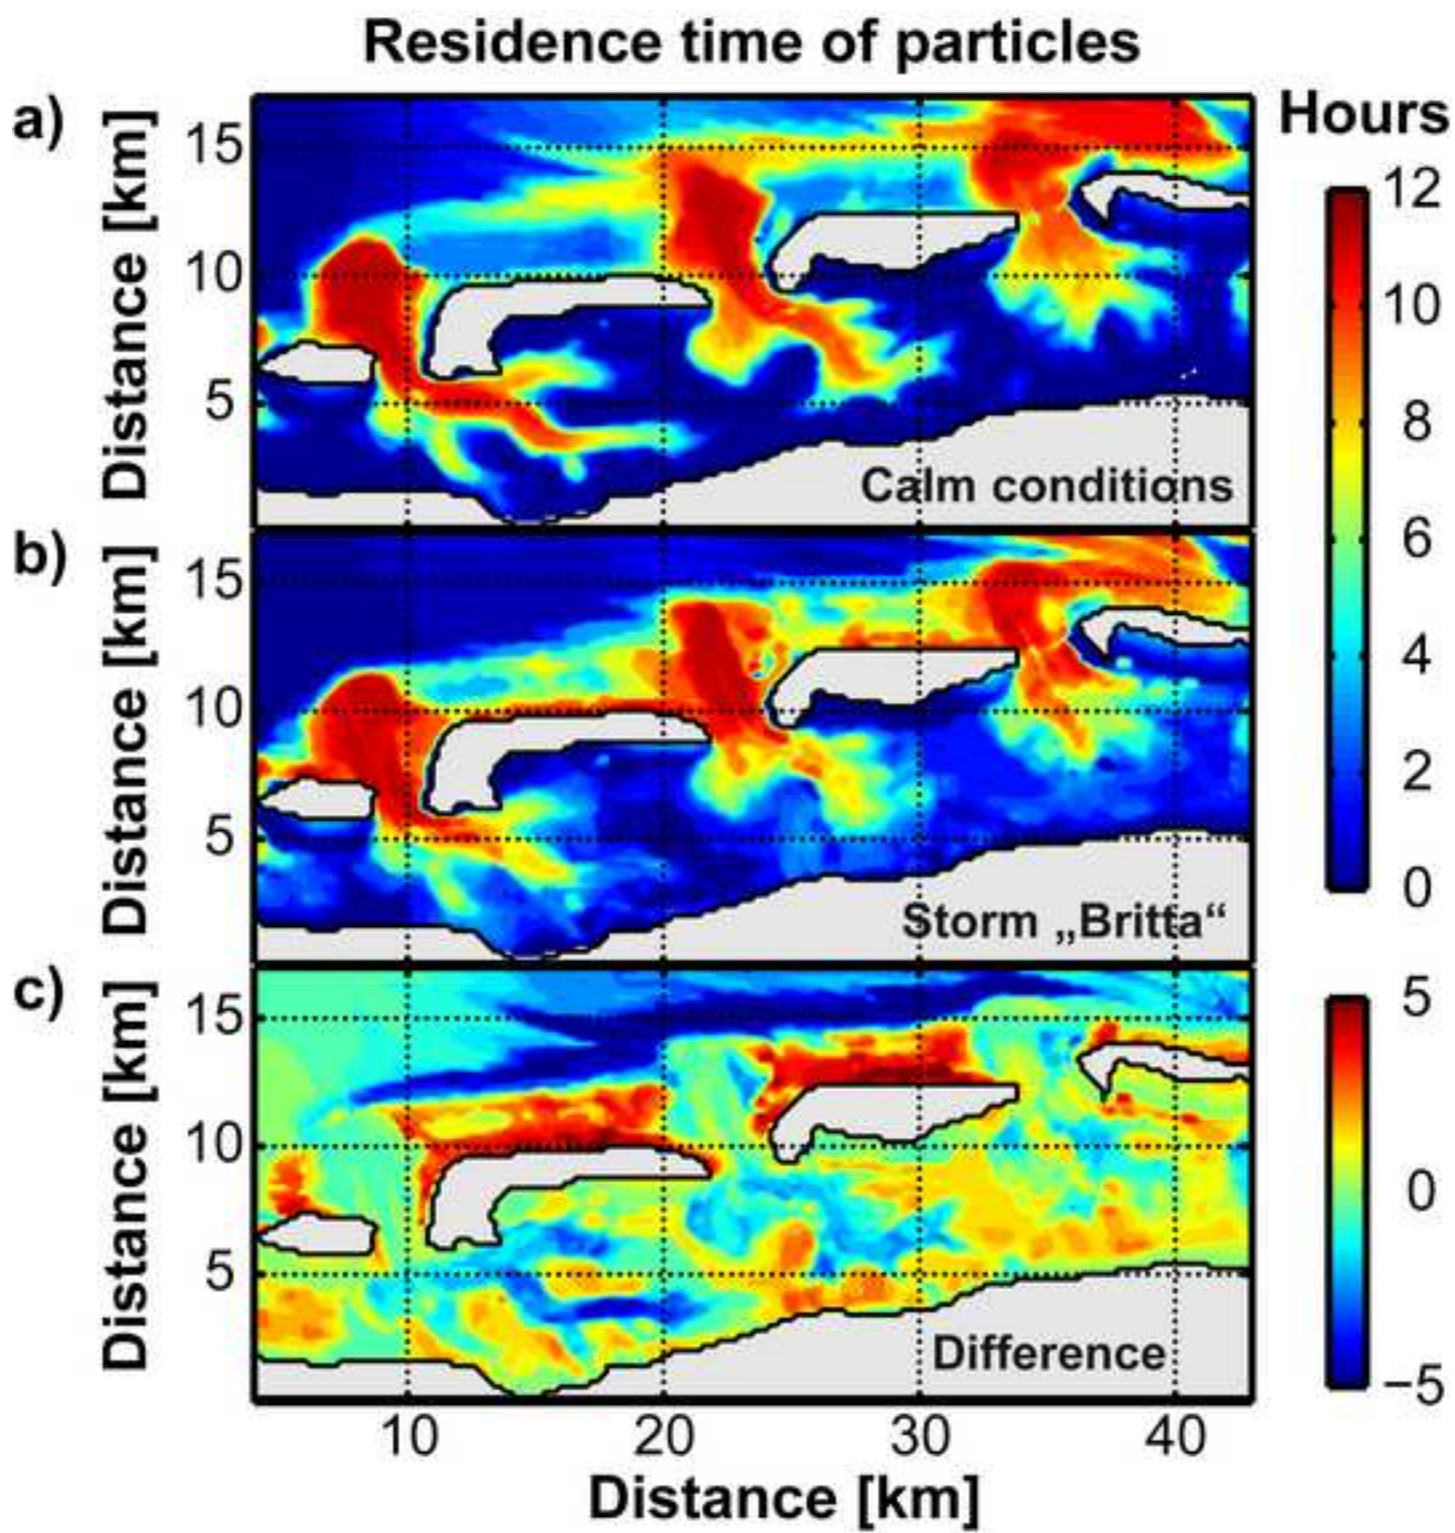 Residence time of particles
a)
Distance [km]
15
10
5
Calm conditions
Hours
12
10
8
6
4
2
0
b)
Distance [km]
15
10
5
Storm „Britta“
c)
Distance [km]
15
10
5
Difference
5
0
−5
10 20 30 40
Distance [km]